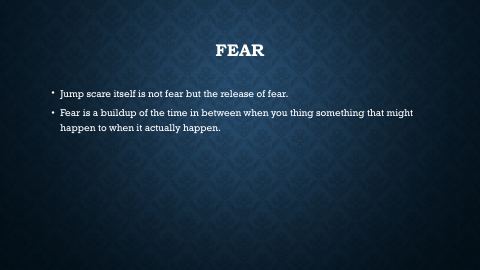 FEAR
• Jump scare itself is not fear but the release of fear.
• Fear is a buildup of the time in between when you thing something that might
happen to when it actually happen.